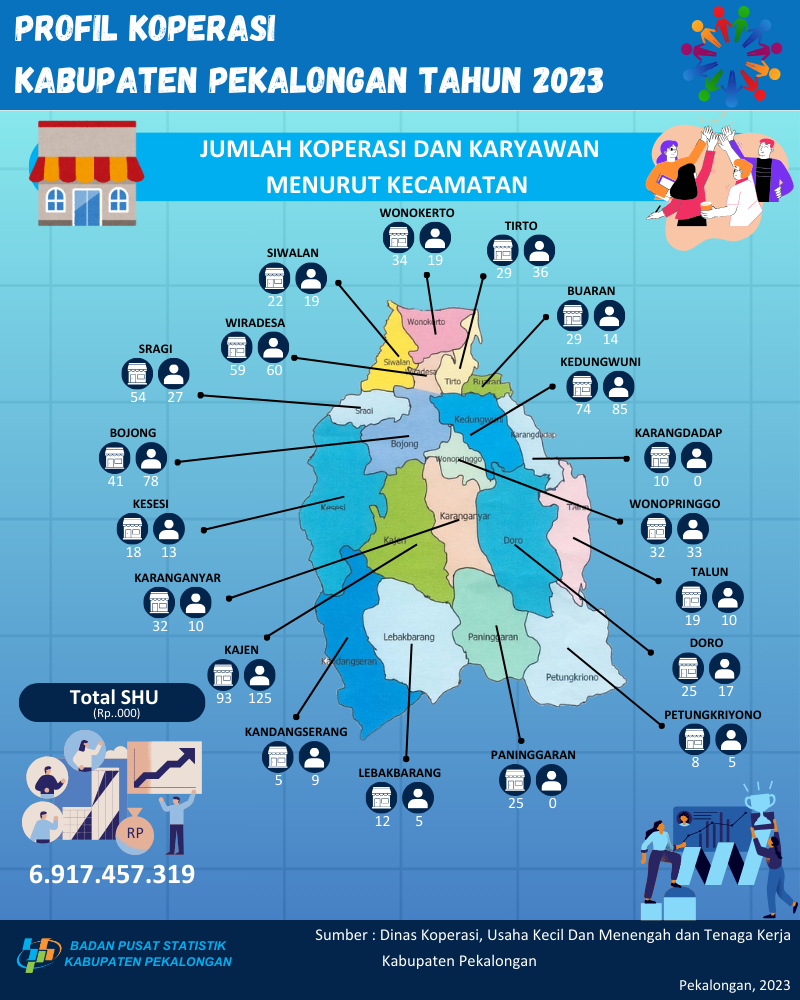 PROFIL KOPERASI
KABUPATEN PEKALONGAN TAHUN 2023
JUMLAH KOPERASI DAN KARYAWAN
MENURUT KECAMATAN
WONOKERTO
34 19
TIRTO
29 36
SIWALAN
22 19
BUARAN
29 14
WIRADESA
59 60
SRAGI
54 27
KEDUNGWUNI
74 85
BOJONG
41 78
KARANGDADAP
10 0
KESESI
18 13
WONOPRINGGO
32 33
KARANGANYAR
32 10
TALUN
19 10
KAJEN
93 125
DORO
25 17
KANDANGSERANG
5 9
PETUNGKRIYONO
8 5
LEBAKBARANG
12 5
PANINGGARAN
25 0
Wonokerto
Siwalan
Tirto
Buaran
Sragi
Kedungwuni
Karangdadap
Bojong
Wonopringgo
Kesesi
Karanganyar
Talun
Kajen
Doro
Kandangseran
Lebakbarang
Paninggaran
Petungkriono
Total SHU
(Rp..000)
RP
6.917.457.319
BADAN PUSAT STATISTIK
KABUPATEN PEKALONGAN
Sumber : Dinas Koperasi, Usaha Kecil Dan Menengah dan Tenaga Kerja
Kabupaten Pekalongan
Pekalongan, 2023